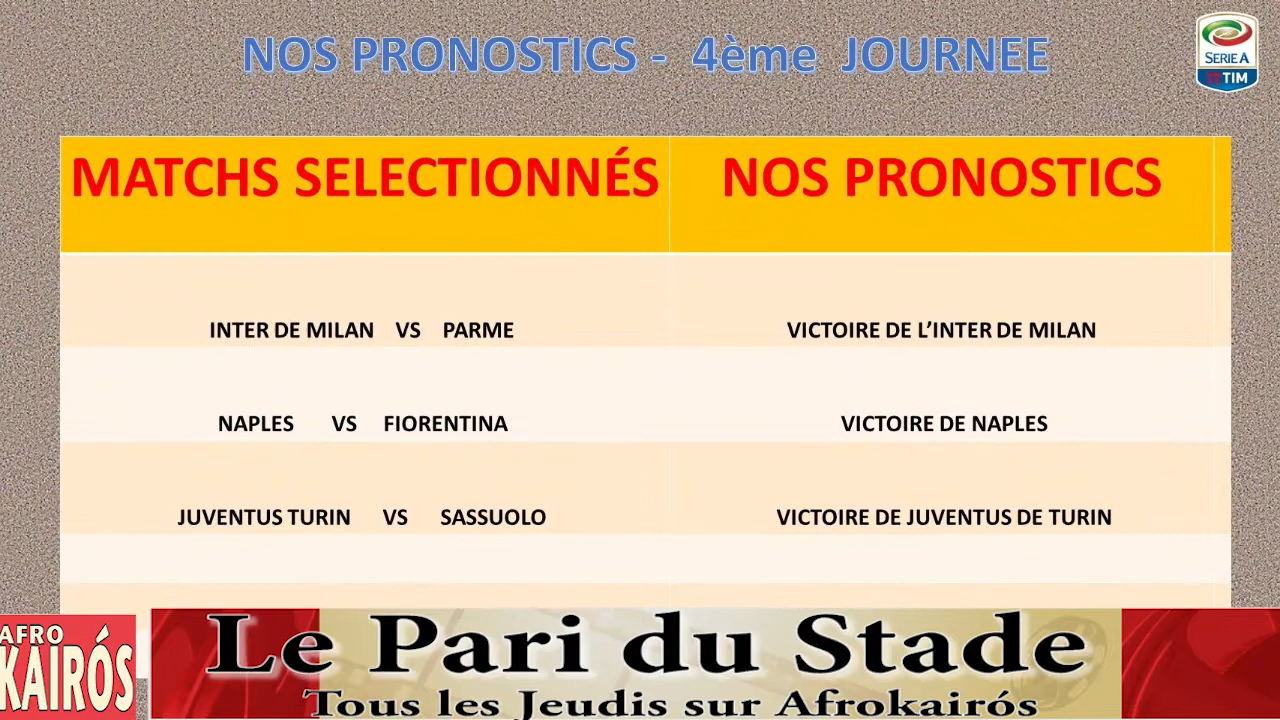 NOS PRONOSTICS - 4ème JOURNEE
SERIE A
TIM
MATCHS SELECTIONNÉS NOS PRONOSTICS
INTER DE MILAN VS PARME VICTOIRE DE L’INTER DE MILAN
NAPLES VS FIORENTINA VICTOIRE DE NAPLES
JUVENTUS TURIN VS SASSUOLO VICTOIRE DE JUVENTUS DE TURIN
AFRO
KAIRÓS
Le Pari du Stade
Tous les Jeudis sur Afrokairós